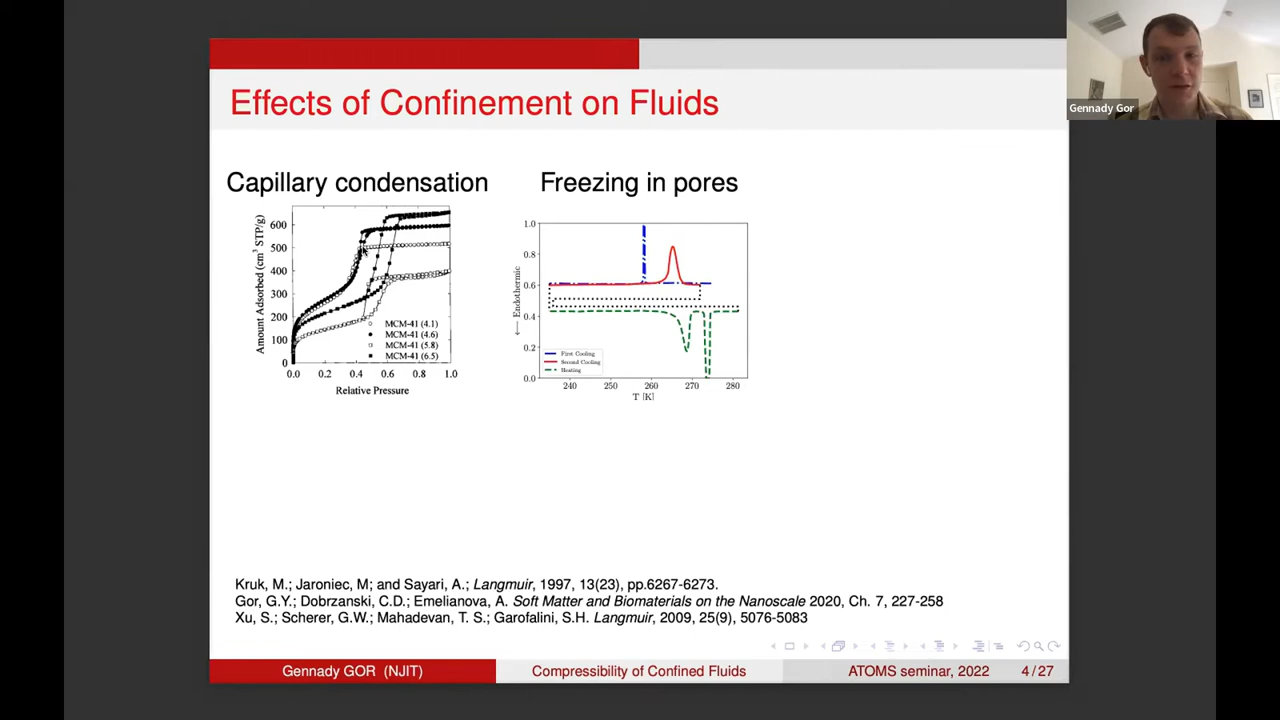 Gennady Gor
Effects of Confinement on Fluids
Capillary condensation
Amount Adsorbed (cm³ STP/g)
600
500
400
300
200
100
0
MCM-41 (4.1)
MCM-41 (4.6)
MCM-41 (5.8)
MCM-41 (6.5)
0.0 0.2 0.4 0.6 0.8 1.0
Relative Pressure
Freezing in pores
← Endothermic
1.0
0.8
0.6
0.4
0.2
0.0
First Cooling
Second Cooling
Heating
240 250 260 270 280
T [K]
Kruk, M.; Jaroniec, M; and Sayari, A.; Langmuir, 1997, 13(23), pp.6267-6273.
Gor, G.Y.; Dobrzanski, C.D.; Emelianova, A. Soft Matter and Biomaterials on the Nanoscale 2020, Ch. 7, 227-258
Xu, S.; Scherer, G.W.; Mahadevan, T. S.; Garofalini, S.H. Langmuir, 2009, 25(9), 5076-5083
Gennady GOR (NJIT) Compressibility of Confined Fluids ATOMS seminar, 2022 4 / 27